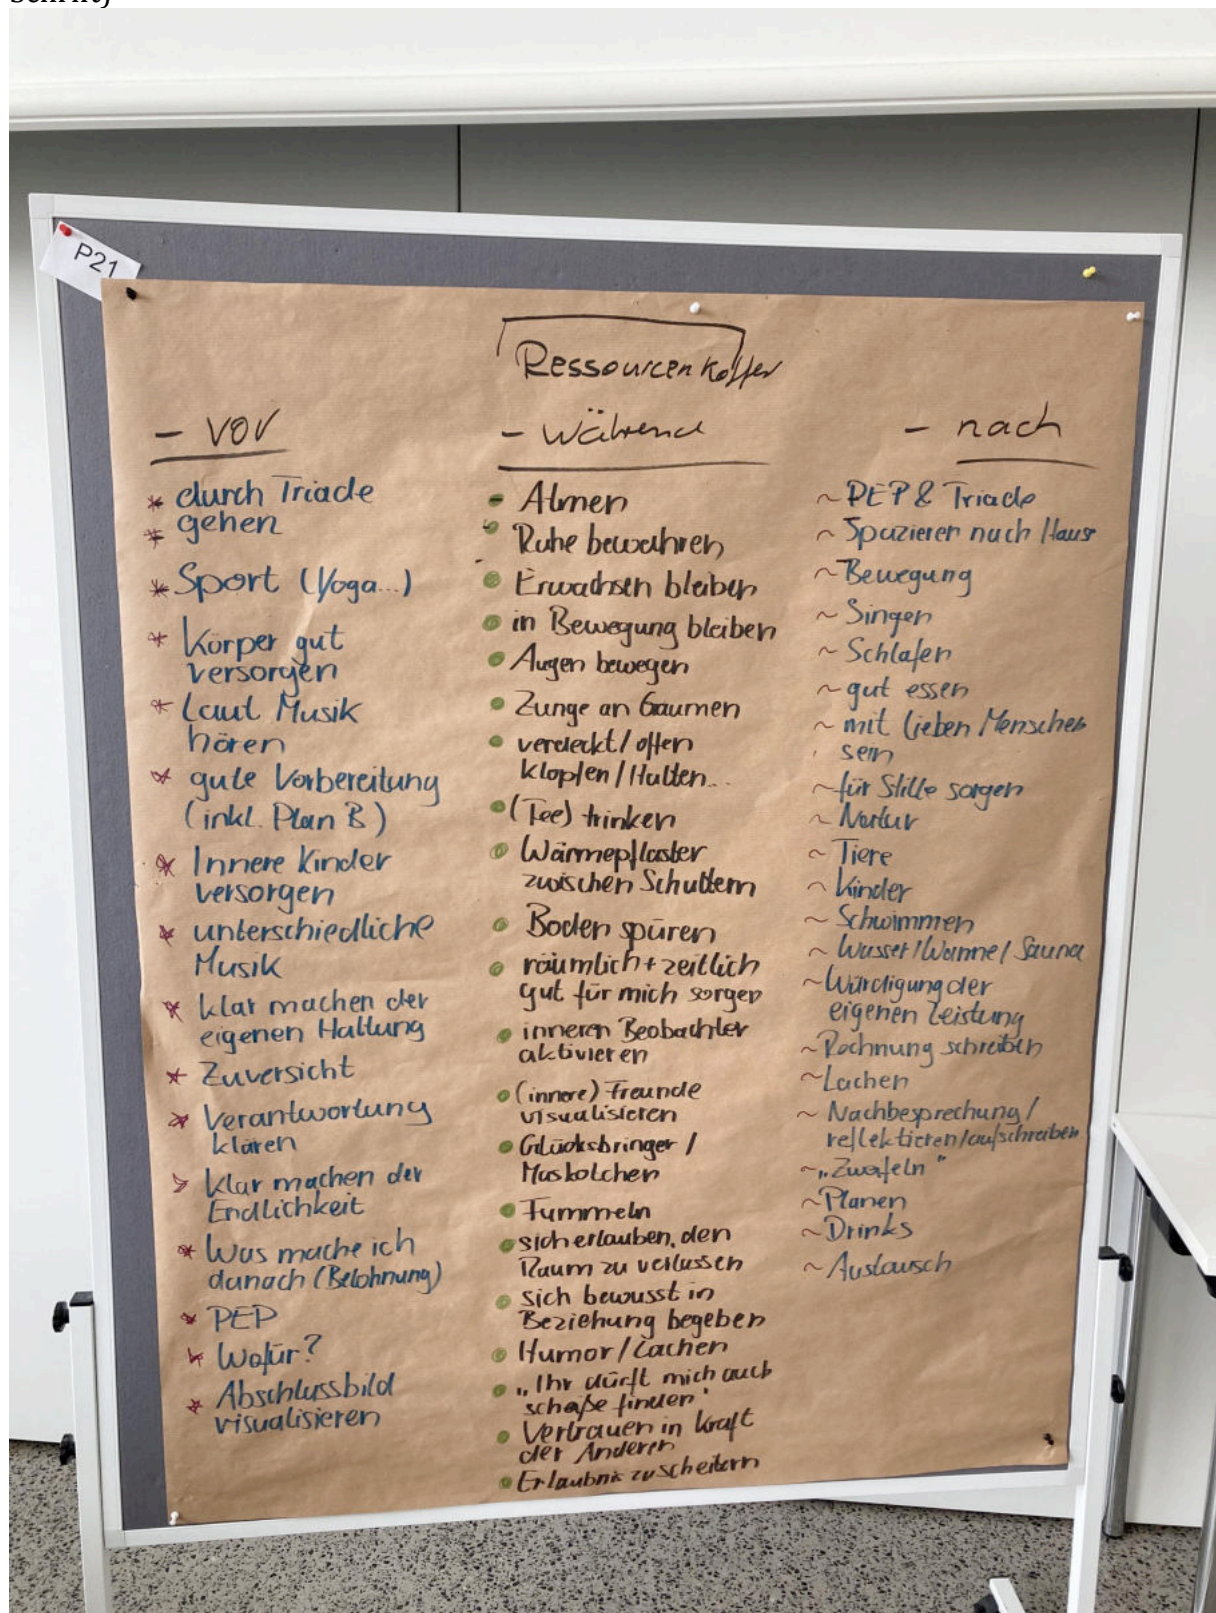 P21
Ressourcenkoffer
- vor
* durch Triade
* gehen
* Sport (Yoga...)
* Körper gut
versorgen
* Laut Musik
hören
* gute Vorbereitung
(inkl. Plan B)
* Innere Kinder
versorgen
* unterschiedliche
Musik
* klar machen der
eigenen Haltung
* Zuversicht
* Verantwortung
klären
* klar machen der
Endlichkeit
* Was mache ich
danach (Belohnung)
* PEP
* Wofür?
* Abschlussbild
visualisieren
- während
• Atmen
• Ruhe bewahren
• Erwachsen bleiben
• in Bewegung bleiben
• Augen bewegen
• Zunge an Gaumen
• verdeckt/offen
klopfen/Halten...
• (Tee) trinken
• Wärmepflaster
zwischen Schultern
• Boden spüren
• räumlich + zeitlich
gut für mich sorgen
• inneren Beobachter
aktivieren
• (innere) Freunde
visualisieren
• Glücksbringer /
Maskottchen
• Fummeln
• sich erlauben, den
Raum zu verlassen
• sich bewusst in
Beziehung begeben
• Humor/Lachen
• „Ihr dürft mich auch
scheiße finden"
• Vertrauen in Kraft
der Anderen
• Erlaubnis zu scheitern
- nach
~ PEP & Triade
~ Spazieren nach Haus
~ Bewegung
~ Singen
~ Schlafen
~ gut essen
~ mit lieben Menschen
sein
~ für Stille sorgen
~ Natur
~ Tiere
~ Kinder
~ Schwimmen
~ Wasser/Wanne/Sauna
~ Würdigung der
eigenen Leistung
~ Rechnung schreiben
~ Lachen
~ Nachbesprechung/
reflektieren/aufschreiben
~ Planen
~ Drinks
~ Austausch